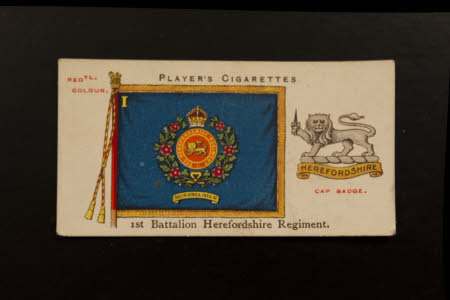 PLAYER'S CIGARETTES
REGTL.
COLOUR.
I
HEREFORDSHIRE
CAP BADGE.
1st Battalion Herefordshire Regiment.